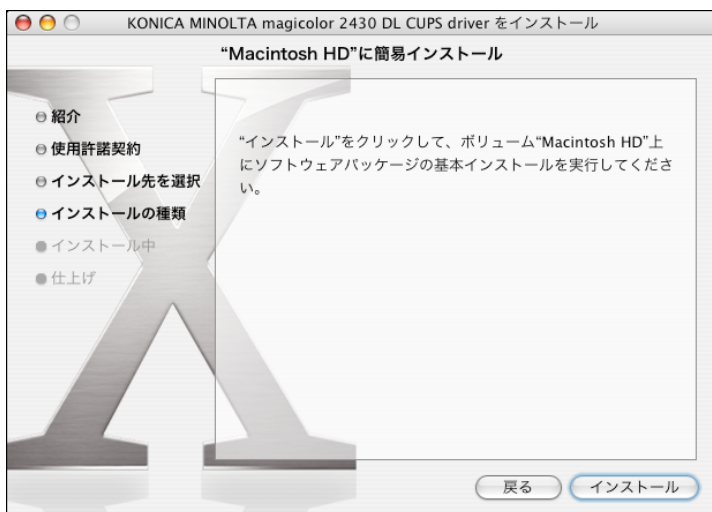 KONICA MINOLTA magicolor 2430 DL CUPS driver をインストール
“Macintosh HD”に簡易インストール
紹介
使用許諾契約
インストール先を選択
インストールの種類
インストール中
仕上げ
“インストール”をクリックして、ボリューム“Macintosh HD”上
にソフトウェアパッケージの基本インストールを実行してくださ
い。
戻る
インストール